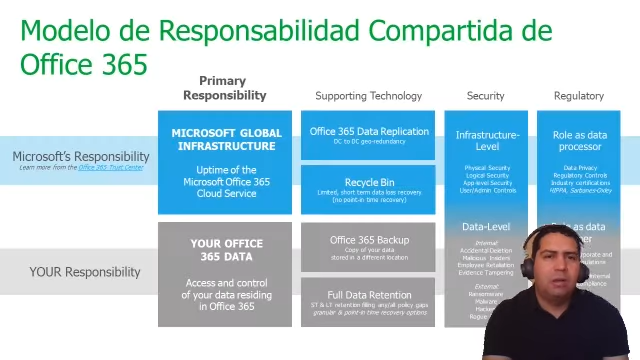 Modelo de Responsabilidad Compartida de
Office 365
Primary
Responsibility
Supporting Technology
Security
Regulatory
Microsoft's Responsibility
Learn more from the Office 365 Trust Center
MICROSOFT GLOBAL
INFRASTRUCTURE
Uptime of the
Microsoft Office 365
Cloud Service
Office 365 Data Replication
DC to DC geo-redundancy
Recycle Bin
Limited, short term data loss recovery
(no point-in time recovery)
Infrastructure-
Level
Physical Security
Logical Security
App-level Security
User/Admin Controls
Role as data
processor
Data Privacy
Regulatory Controls
Industry certifications
HIPPA, Sarbanes-Oxley
YOUR Responsibility
YOUR OFFICE
365 DATA
Access and control
of your data residing
in Office 365
Office 365 Backup
Copy of your data
stored in a different location
Full Data Retention
ST & LT retention filling any/all policy gaps
granular & point-in time recovery options
Data-Level
Internal
Accidental Deletion
Malicious Insiders
Employee Retaliation
Evidence Tampering
External
Ransomware
Malware
Hackers
Rogue
Role as data